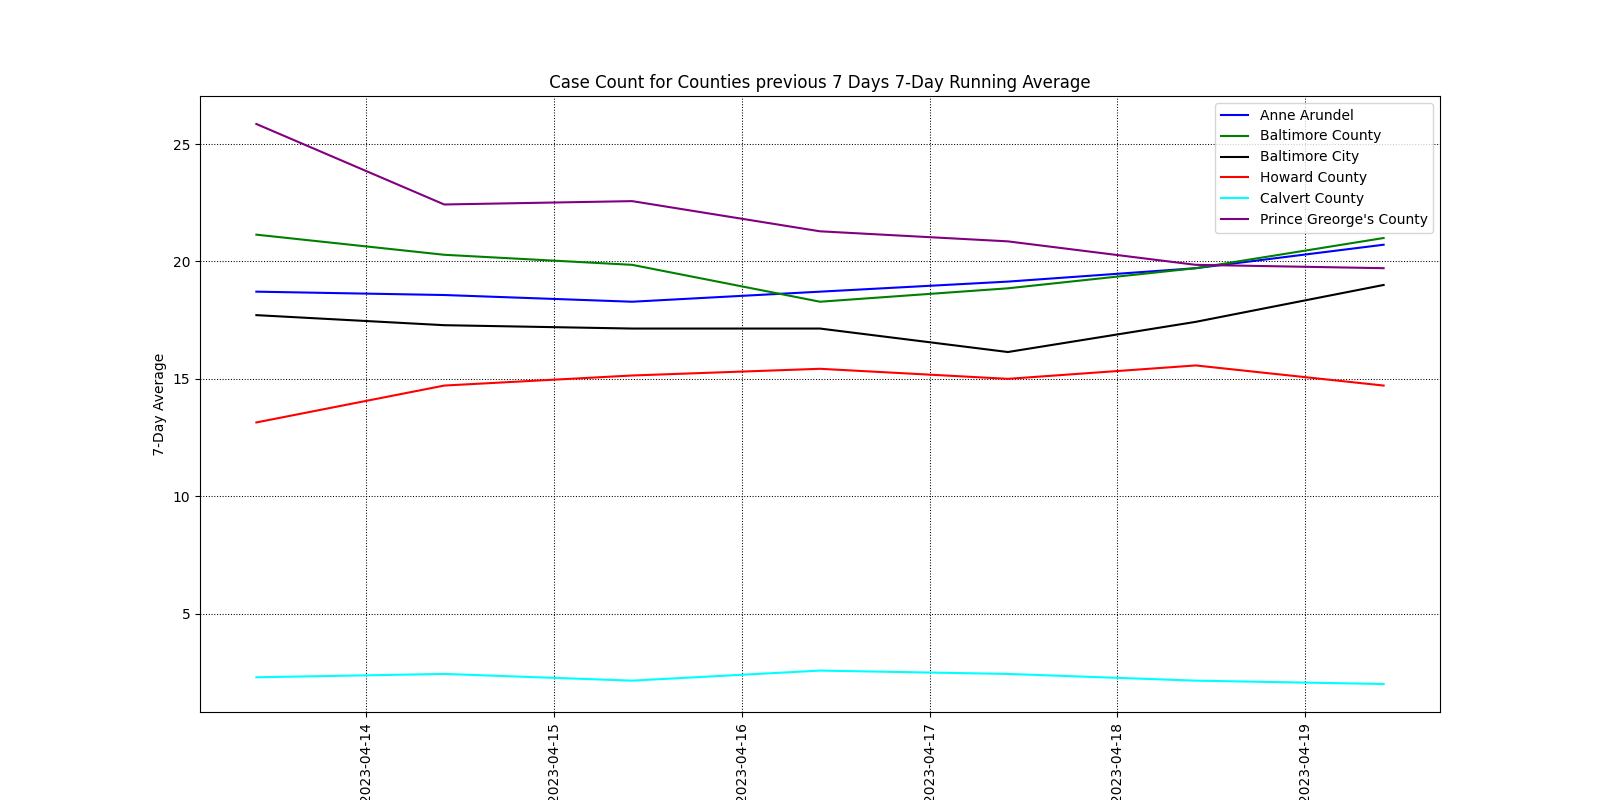 Case Count for Counties previous 7 Days 7-Day Running Average
Anne Arundel
Baltimore County
Baltimore City
Howard County
Calvert County
Prince Greorge's County
7-Day Average
25
20
15
10
5
2023-04-14
2023-04-15
2023-04-16
2023-04-17
2023-04-18
2023-04-19